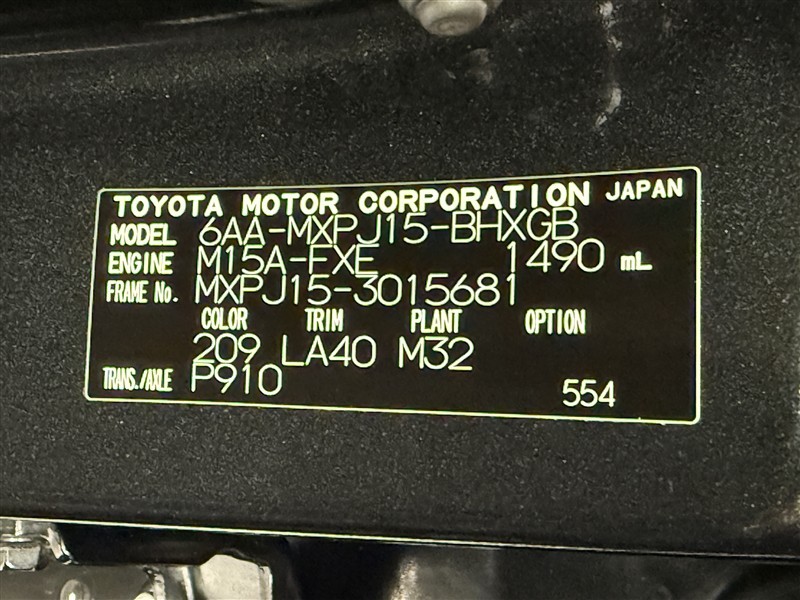 TOYOTA MOTOR CORPORATION JAPAN
MODEL 6AA-MXPJ15-BHXGB
ENGINE M15A-FXE 1490 mL
FRAME No. MXPJ15-3015681
COLOR TRIM PLANT OPTION
209 LA40 M32
TRANS./AXLE P910 554